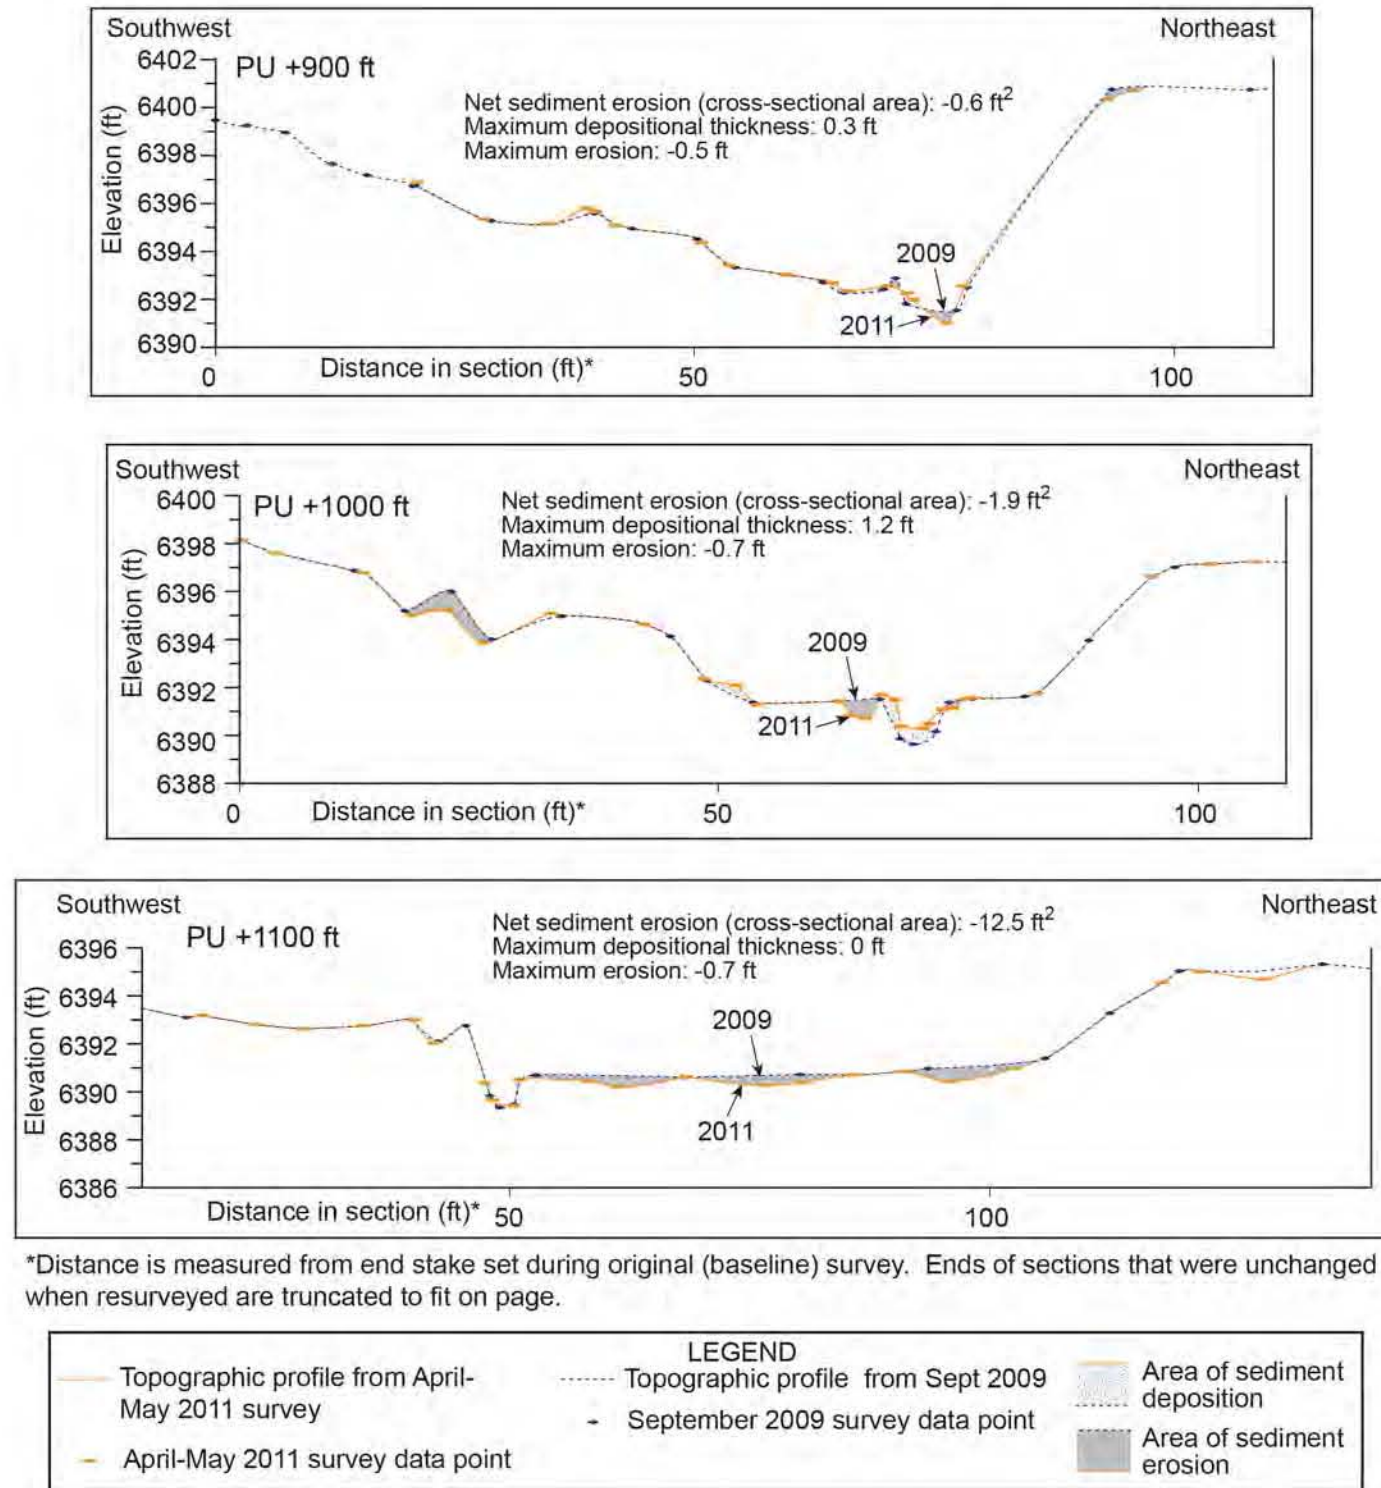 Southwest Northeast
PU +900 ft
Net sediment erosion (cross-sectional area): -0.6 ft2
Maximum depositional thickness: 0.3 ft
Maximum erosion: -0.5 ft
Elevation (ft)
6402
6400
6398
6396
6394
6392
6390
2009
2011
0 50 100
Distance in section (ft)*
Southwest Northeast
PU +1000 ft
Net sediment erosion (cross-sectional area): -1.9 ft2
Maximum depositional thickness: 1.2 ft
Maximum erosion: -0.7 ft
Elevation (ft)
6400
6398
6396
6394
6392
6390
6388
2009
2011
0 50 100
Distance in section (ft)*
Southwest Northeast
PU +1100 ft
Net sediment erosion (cross-sectional area): -12.5 ft2
Maximum depositional thickness: 0 ft
Maximum erosion: -0.7 ft
Elevation (ft)
6396
6394
6392
6390
6388
6386
2009
2011
Distance in section (ft)* 50 100
*Distance is measured from end stake set during original (baseline) survey. Ends of sections that were unchanged
when resurveyed are truncated to fit on page.
LEGEND
Topographic profile from April-
May 2011 survey
April-May 2011 survey data point
Topographic profile from Sept 2009
September 2009 survey data point
Area of sediment
deposition
Area of sediment
erosion